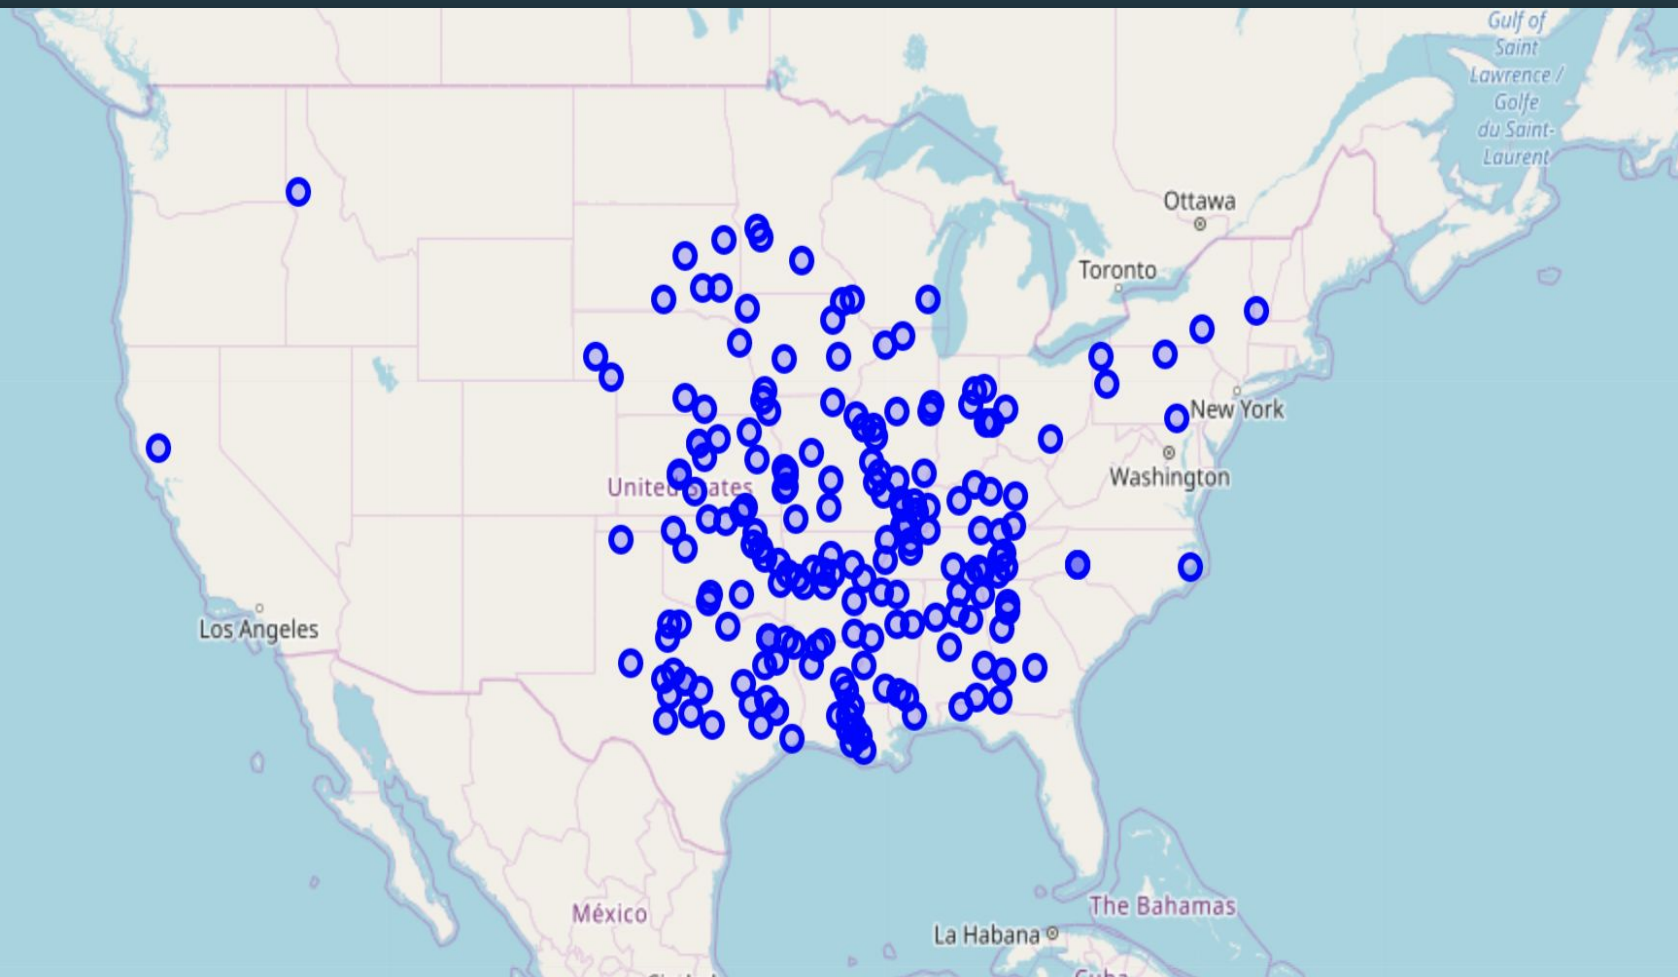 Gulf of
Saint
Lawrence /
Golfe
du Saint-
Laurent
Ottawa
Toronto
New York
Washington
United States
Los Angeles
México
The Bahamas
La Habana
Cuba